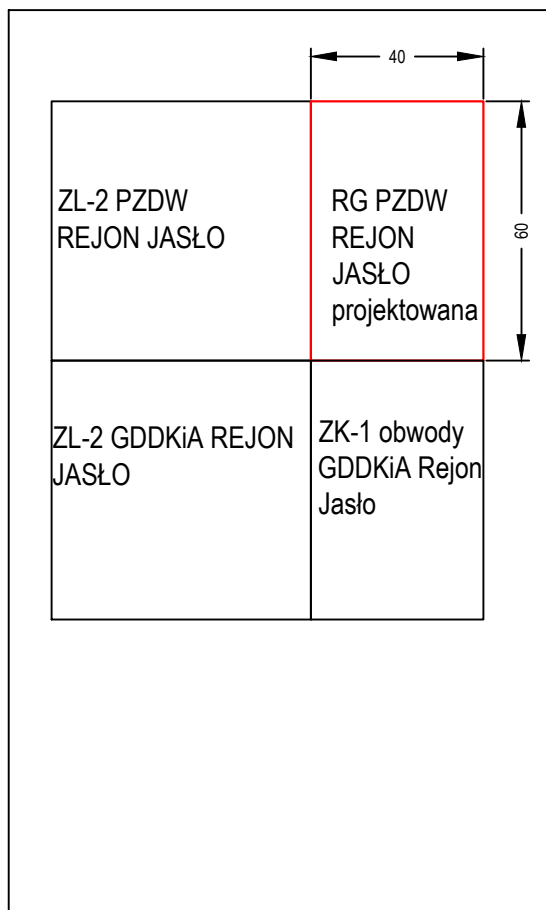 40
ZL-2 PZDW
REJON JASŁO
RG PZDW
REJON
JASŁO
projektowana
60
ZL-2 GDDKiA REJON
JASŁO
ZK-1 obwody
GDDKiA Rejon
Jasło